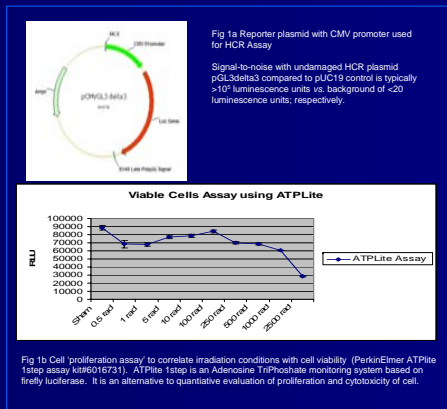 Fig 1a Reporter plasmid with CMV promoter used
for HCR Assay
Signal-to-noise with undamaged HCR plasmid
pGL3delta3 compared to pUC19 control is typically
>10⁵ luminescence units vs. background of <20
luminescence units; respectively.
CMV Promoter
AmpR
pCMVGL3 delta3
Luc Gene
SV40 Late PolyA Signal
Viable Cells Assay using ATPLite
100000
90000
80000
70000
60000
50000
40000
30000
20000
10000
0
RLU
Sham
0.5 rad
1 rad
5 rad
10 rad
100 rad
250 rad
500 rad
1000 rad
2500 rad
ATPLite Assay
Fig 1b Cell 'proliferation assay' to correlate irradiation conditions with cell viability (PerkinElmer ATPlite
1step assay kit#6016731). ATPlite 1step is an Adenosine TriPhoshate monitoring system based on
firefly luciferase. It is an alternative to quantiative evaluation of proliferation and cytotoxicity of cell.